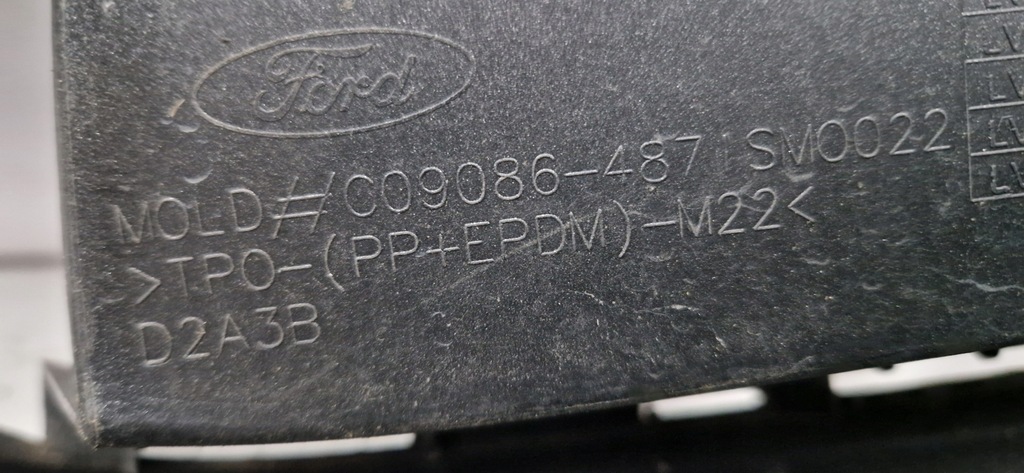 Ford
MOLD#C09086-487 SM0022
>TPO-(PP+EPDM)-M22<
D2A3B